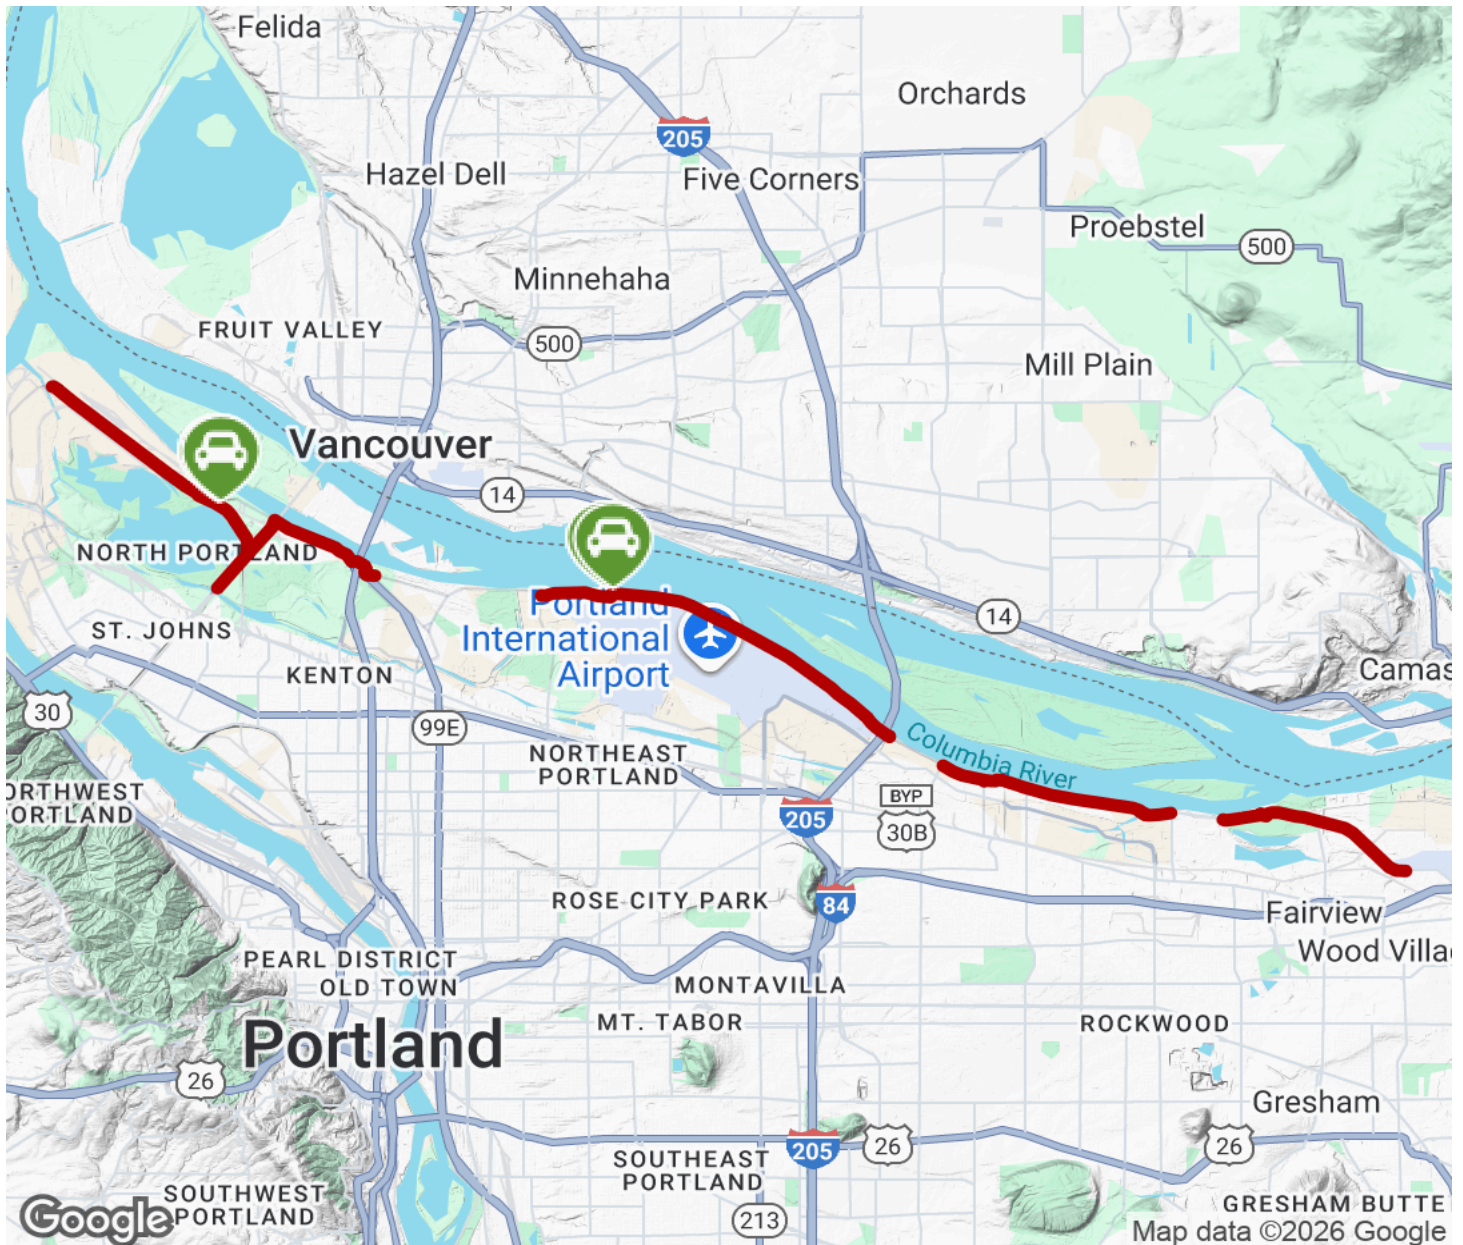 Felida
Orchards
205
Hazel Dell
Five Corners
Proebstel
500
Minnehaha
FRUIT VALLEY
500
Mill Plain
Vancouver
14
NORTH PORTLAND
Portland
International
Airport
14
ST. JOHNS
KENTON
Camas
30
99E
Columbia River
NORTHEAST
PORTLAND
ORTHWEST
ORTLAND
BYP
30B
205
84
ROSE CITY PARK
Fairview
Wood Villag
PEARL DISTRICT
OLD TOWN
MONTAVILLA
MT. TABOR
ROCKWOOD
Portland
26
Gresham
205
26
26
SOUTHEAST
PORTLAND
SOUTHWEST
PORTLAND
GRESHAM BUTTE
213
Google
Map data ©2026 Google